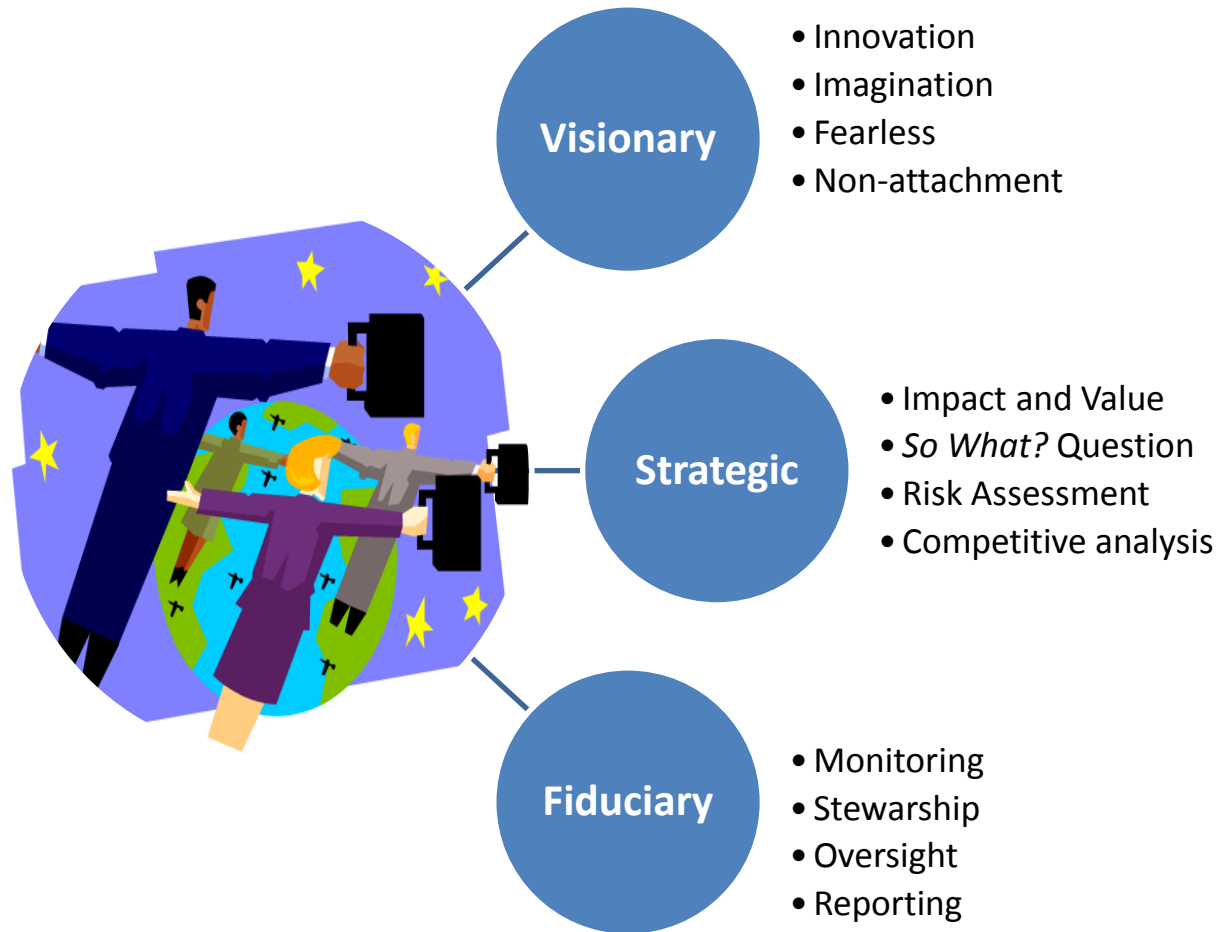 Visionary
• Innovation
• Imagination
• Fearless
• Non-attachment
Strategic
• Impact and Value
• So What? Question
• Risk Assessment
• Competitive analysis
Fiduciary
• Monitoring
• Stewarship
• Oversight
• Reporting